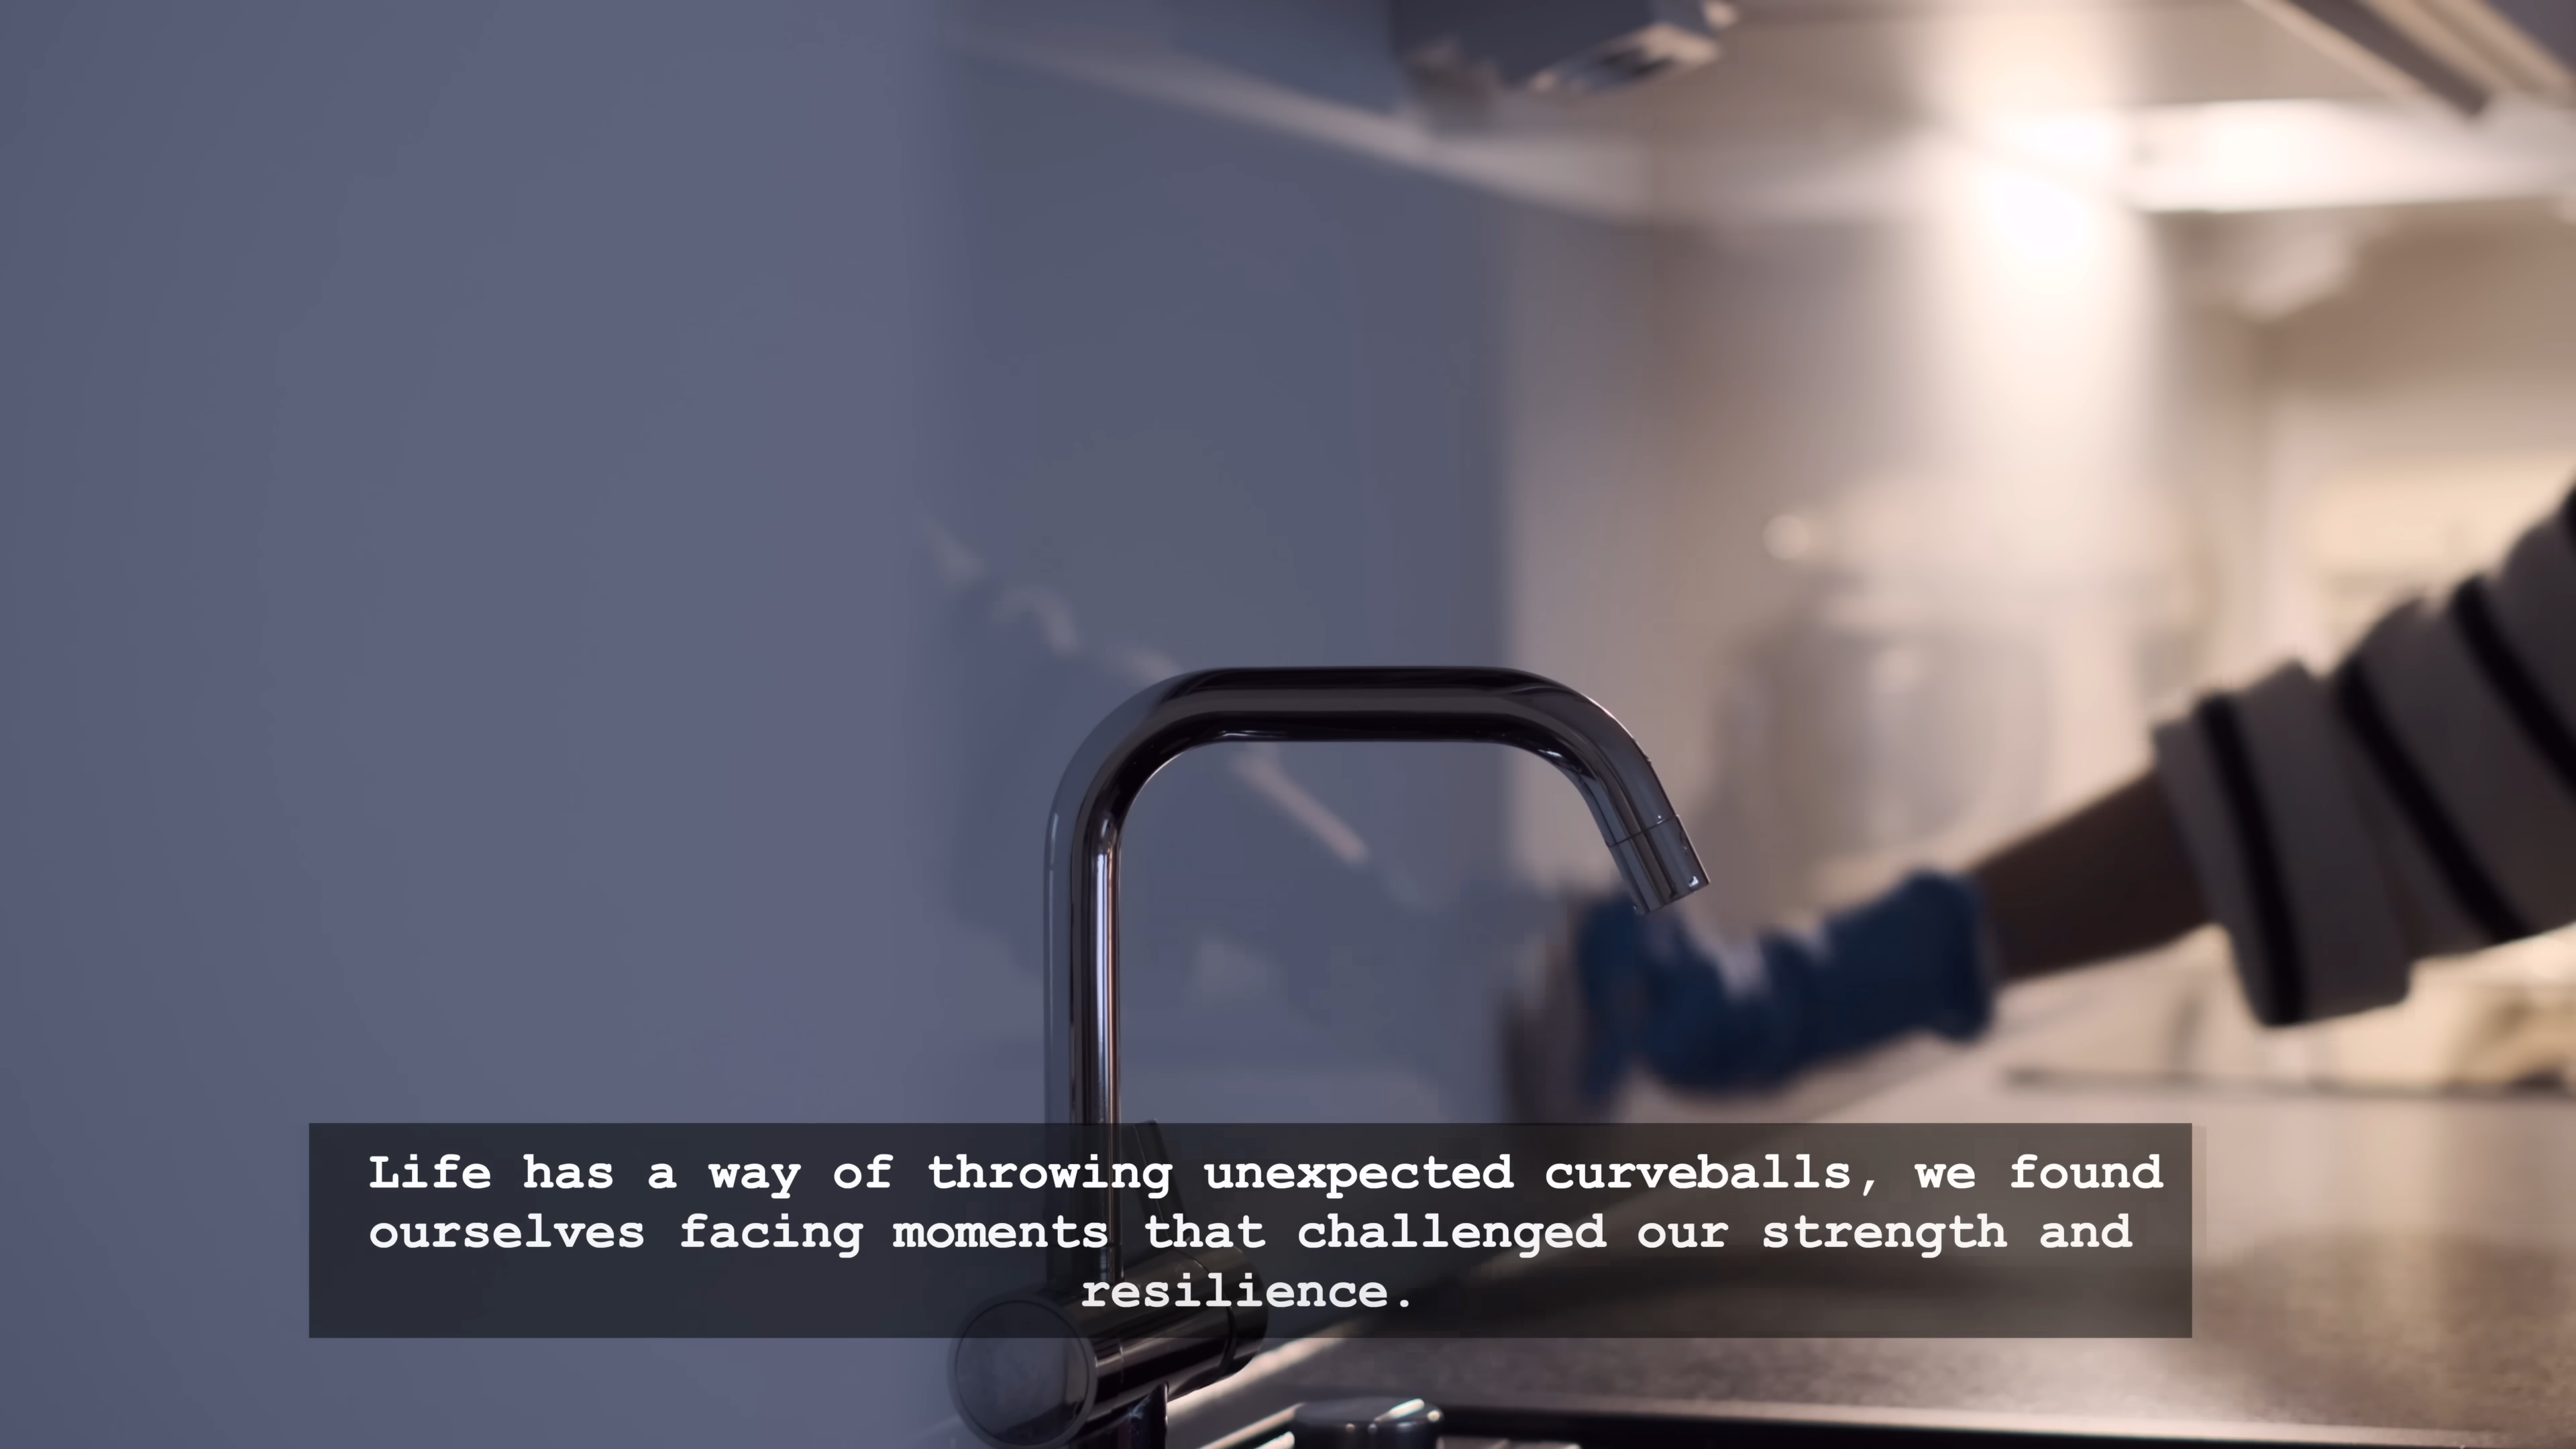 Life has a way of throwing unexpected curveballs, we found
ourselves facing moments that challenged our strength and
resilience.